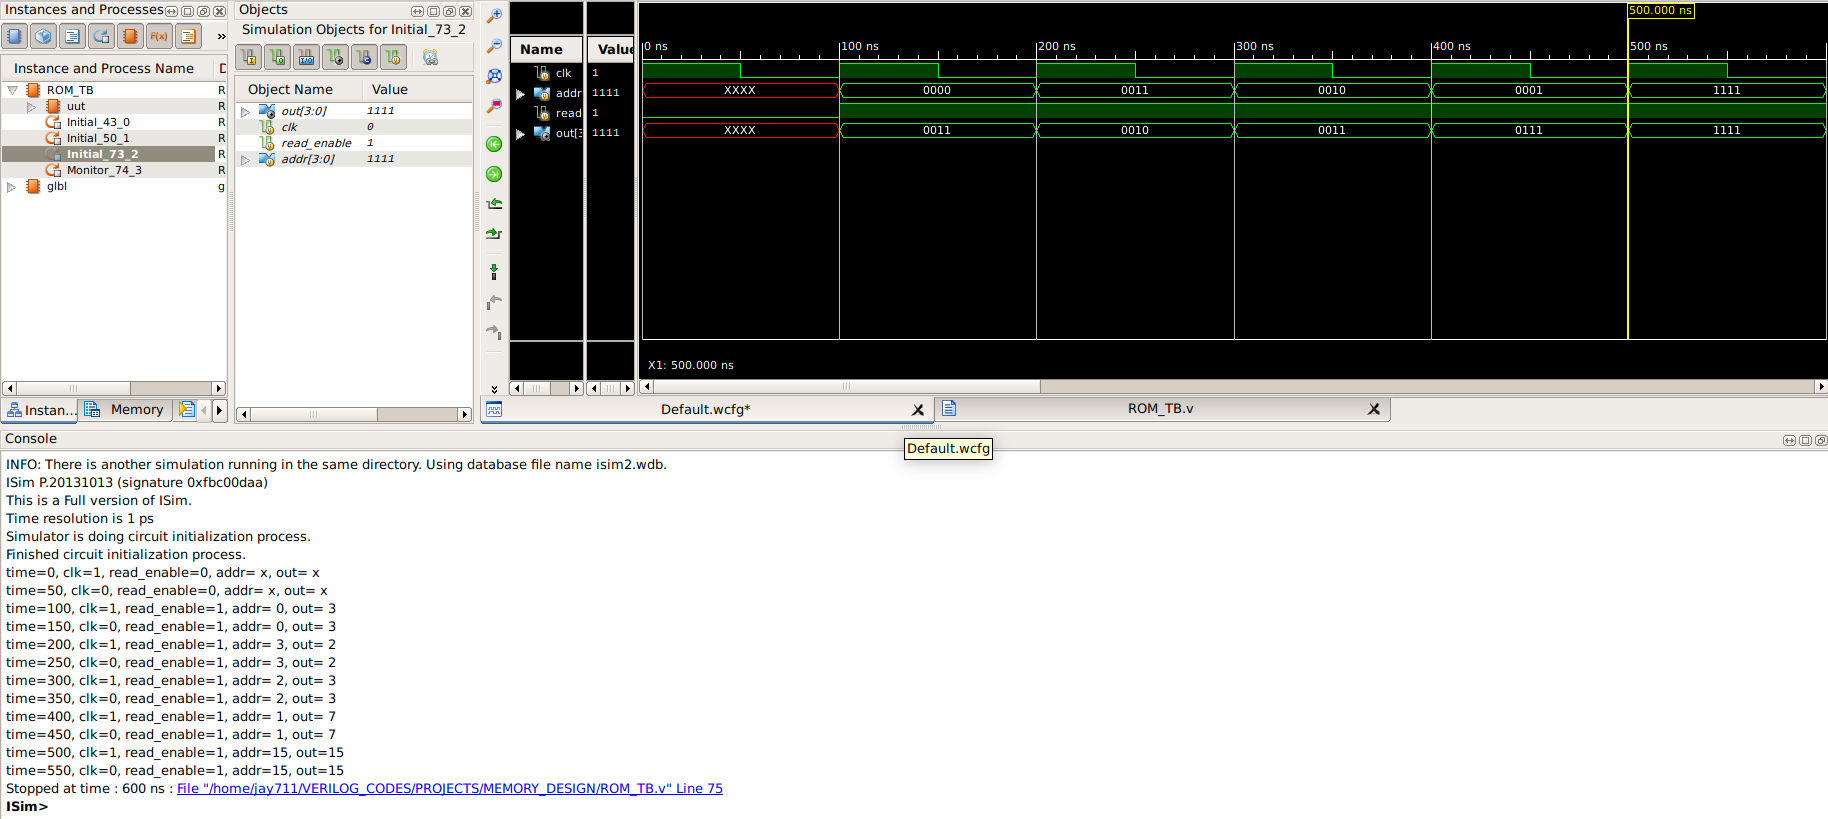 Instances and Processes
Instance and Process Name D
ROM_TB R
uut R
Initial_43_0 R
Initial_50_1 R
Initial_73_2 R
Monitor_74_3 R
glbl g
Instan...
Memory
Objects
Simulation Objects for Initial_73_2
Object Name Value
out[3:0] 1111
clk 0
read_enable 1
addr[3:0] 1111
Name Value
clk 1
addr 1111
read 1
out[3 1111
500.000 ns
0 ns 100 ns 200 ns 300 ns 400 ns 500 ns
XXXX 0000 0011 0010 0001 1111
XXXX 0011 0010 0011 0111 1111
X1: 500.000 ns
Default.wcfg*
ROM_TB.v
Default.wcfg
Console
INFO: There is another simulation running in the same directory. Using database file name isim2.wdb.
ISim P.20131013 (signature 0xfbc00daa)
This is a Full version of ISim.
Time resolution is 1 ps
Simulator is doing circuit initialization process.
Finished circuit initialization process.
time=0, clk=1, read_enable=0, addr= x, out= x
time=50, clk=0, read_enable=0, addr= x, out= x
time=100, clk=1, read_enable=1, addr= 0, out= 3
time=150, clk=0, read_enable=1, addr= 0, out= 3
time=200, clk=1, read_enable=1, addr= 3, out= 2
time=250, clk=0, read_enable=1, addr= 3, out= 2
time=300, clk=1, read_enable=1, addr= 2, out= 3
time=350, clk=0, read_enable=1, addr= 2, out= 3
time=400, clk=1, read_enable=1, addr= 1, out= 7
time=450, clk=0, read_enable=1, addr= 1, out= 7
time=500, clk=1, read_enable=1, addr=15, out=15
time=550, clk=0, read_enable=1, addr=15, out=15
Stopped at time : 600 ns : File "/home/jay711/VERILOG_CODES/PROJECTS/MEMORY_DESIGN/ROM_TB.v" Line 75
ISim>